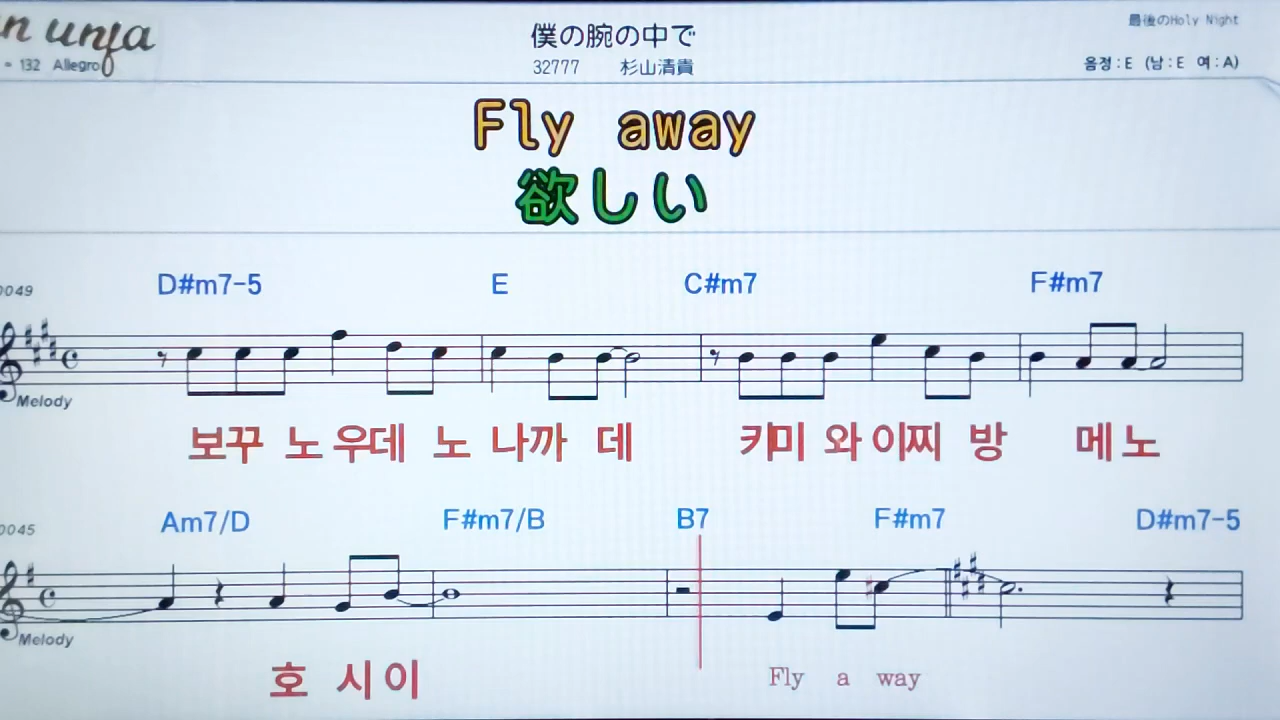 僕の腕の中で
最後のHoly Night
= 132 Allegro
32777 杉山清貴
음정:E (남:E 여:A)
Fly away
欲しい
0049 D#m7-5 E C#m7 F#m7
Melody
보꾸 노 우데 노 나까 데 키미 와 이찌 방 메 노
0045 Am7/D F#m7/B B7 F#m7 D#m7-5
Melody
호 시 이 Fly a way